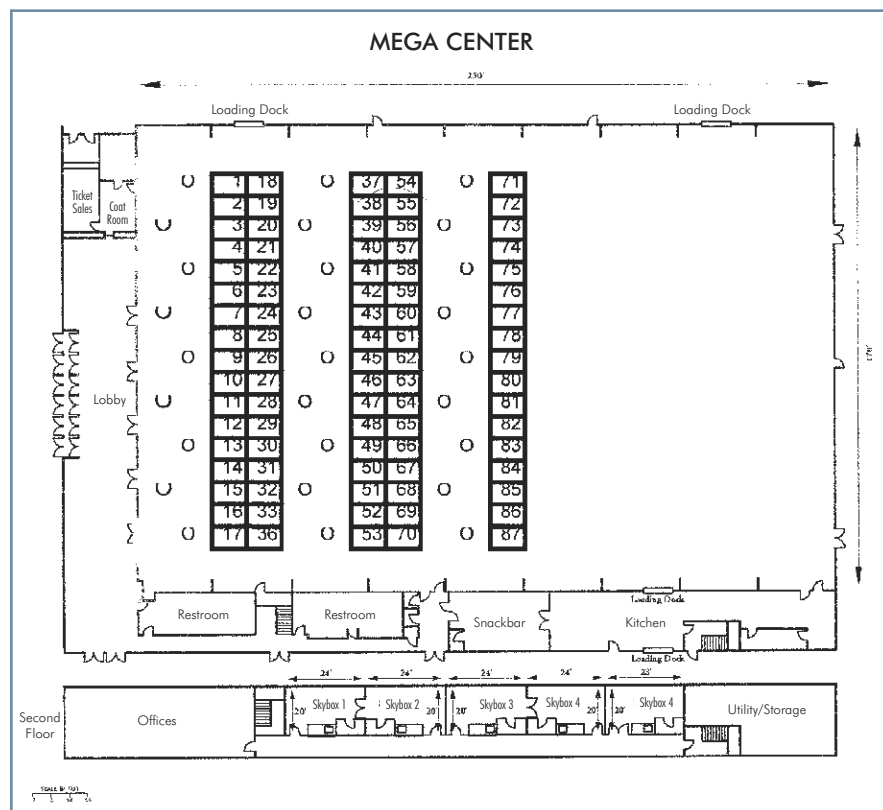 MEGA CENTER
250'
Loading Dock
Loading Dock
Ticket
Sales
Coat
Room
Lobby
1 18 37 54 71
2 19 38 55 72
3 20 39 56 73
4 21 40 57 74
5 22 41 58 75
6 23 42 59 76
7 24 43 60 77
8 25 44 61 78
9 26 45 62 79
10 27 46 63 80
11 28 47 64 81
12 29 48 65 82
13 30 49 66 83
14 31 50 67 84
15 32 51 68 85
16 33 52 69 86
17 36 53 70 87
Restroom
Restroom
Snackbar
Kitchen
Loading Dock
Loading Dock
24' 24' 24' 24' 23'
Second
Floor
Offices
Skybox 1
Skybox 2
Skybox 3
Skybox 4
Skybox 4
20' 20' 20' 20' 20'
Utility/Storage